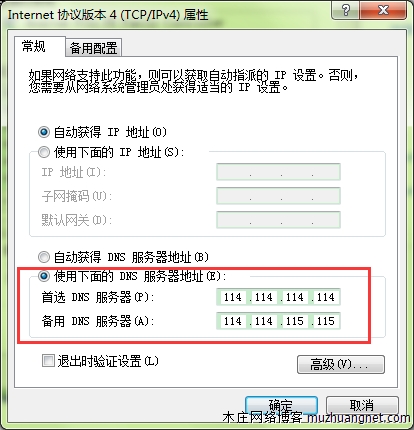 Internet 协议版本 4 (TCP/IPv4) 属性
常规 备用配置
如果网络支持此功能，则可以获取自动指派的 IP 设置。否则，
您需要从网络系统管理员处获得适当的 IP 设置。
自动获得 IP 地址(O)
使用下面的 IP 地址(S):
IP 地址(I): . . .
子网掩码(U): . . .
默认网关(D): . . .
自动获得 DNS 服务器地址(B)
使用下面的 DNS 服务器地址(E):
首选 DNS 服务器(P): 114 .114 .114 .114
备用 DNS 服务器(A): 114 .114 .115 .115
退出时验证设置(L) 高级(V)...
确定 取消
木庄网络博客 muzhuangnet.com